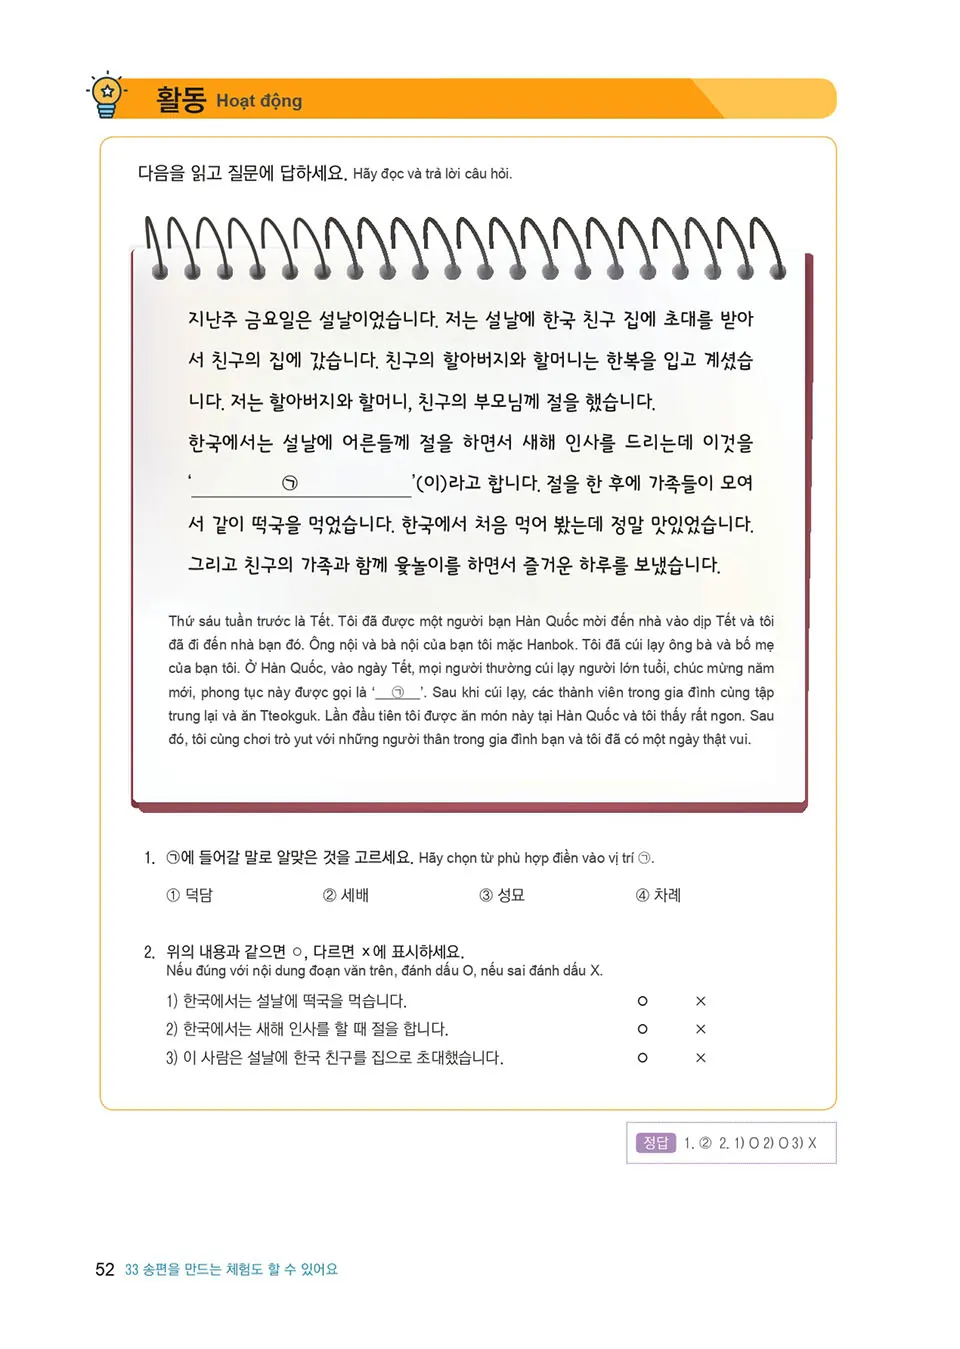 활동 Hoạt động
다음을 읽고 질문에 답하세요. Hãy đọc và trả lời câu hỏi.
지난주 금요일은 설날이었습니다. 저는 설날에 한국 친구 집에 초대를 받아
서 친구의 집에 갔습니다. 친구의 할아버지와 할머니는 한복을 입고 계셨습
니다. 저는 할아버지와 할머니, 친구의 부모님께 절을 했습니다.
한국에서는 설날에 어른들께 절을 하면서 새해 인사를 드리는데 이것을
‘ ㉠ ’(이)라고 합니다. 절을 한 후에 가족들이 모여
서 같이 떡국을 먹었습니다. 한국에서 처음 먹어 봤는데 정말 맛있었습니다.
그리고 친구의 가족과 함께 윷놀이를 하면서 즐거운 하루를 보냈습니다.
Thứ sáu tuần trước là Tết. Tôi đã được một người bạn Hàn Quốc mời đến nhà vào dịp Tết và tôi
đã đi đến nhà bạn đó. Ông nội và bà nội của bạn tôi mặc Hanbok. Tôi đã cúi lạy ông bà và bố mẹ
của bạn tôi. Ở Hàn Quốc, vào ngày Tết, mọi người thường cúi lạy người lớn tuổi, chúc mừng năm
mới, phong tục này được gọi là ‘ ㉠ ’. Sau khi cúi lạy, các thành viên trong gia đình cùng tập
trung lại và ăn Tteokguk. Lần đầu tiên tôi được ăn món này tại Hàn Quốc và tôi thấy rất ngon. Sau
đó, tôi cùng chơi trò yut với những người thân trong gia đình bạn và tôi đã có một ngày thật vui.
1. ㉠에 들어갈 말로 알맞은 것을 고르세요. Hãy chọn từ phù hợp điền vào vị trí ㉠.
① 덕담 ② 세배 ③ 성묘 ④ 차례
2. 위의 내용과 같으면 ○, 다르면 ×에 표시하세요.
Nếu đúng với nội dung đoạn văn trên, đánh dấu O, nếu sai đánh dấu X.
1) 한국에서는 설날에 떡국을 먹습니다. ○ ×
2) 한국에서는 새해 인사를 할 때 절을 합니다. ○ ×
3) 이 사람은 설날에 한국 친구를 집으로 초대했습니다. ○ ×
정답 1. ② 2. 1) O 2) O 3) X
52 33 송편을 만드는 체험도 할 수 있어요